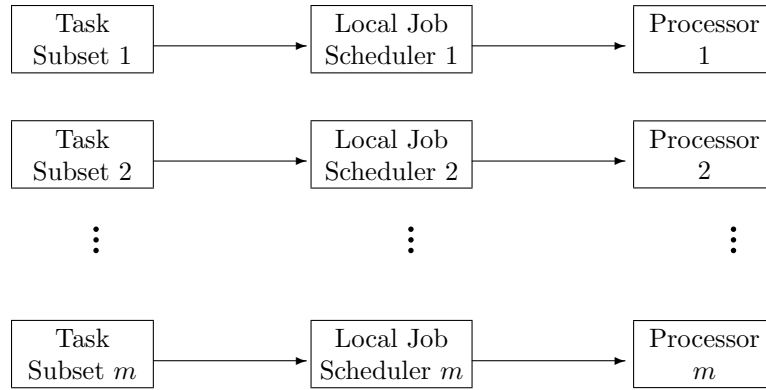 Task
Subset 1
Local Job
Scheduler 1
Processor
1
Task
Subset 2
Local Job
Scheduler 2
Processor
2
Task
Subset m
Local Job
Scheduler m
Processor
m